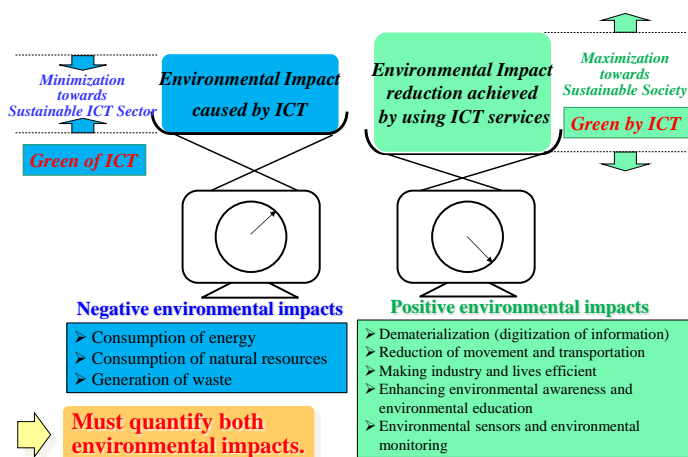 Minimization
towards
Sustainable ICT Sector
Green of ICT
Environmental Impact
caused by ICT
Environmental Impact
reduction achieved
by using ICT services
Maximization
towards
Sustainable Society
Green by ICT
Negative environmental impacts
➢ Consumption of energy
➢ Consumption of natural resources
➢ Generation of waste
Positive environmental impacts
➢ Dematerialization (digitization of information)
➢ Reduction of movement and transportation
➢ Making industry and lives efficient
➢ Enhancing environmental awareness and
environmental education
➢ Environmental sensors and environmental
monitoring
Must quantify both
environmental impacts.